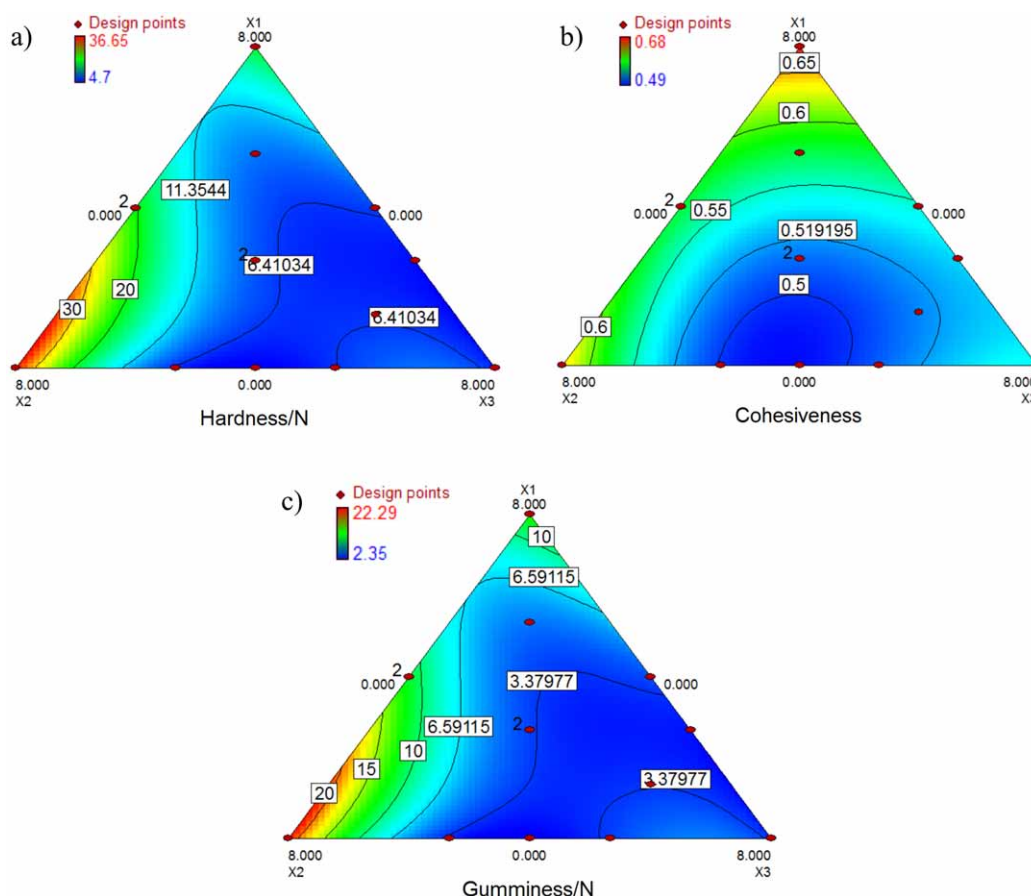 a)
Design points
36.65
4.7
X1
8.000
11.3544
2
0.000
0.000
2
6.41034
20
30
6.41034
8.000
0.000
8.000
X2
X3
Hardness/N
b)
Design points
0.68
0.49
X1
8.000
0.65
0.6
2
0.000
0.55
0.000
0.519195
2
0.5
0.6
8.000
0.000
8.000
X2
X3
Cohesiveness
c)
Design points
22.29
2.35
X1
8.000
10
6.59115
2
0.000
3.37977
0.000
6.59115
2
10
15
20
3.37977
8.000
0.000
8.000
X2
X3
Gumminess/N